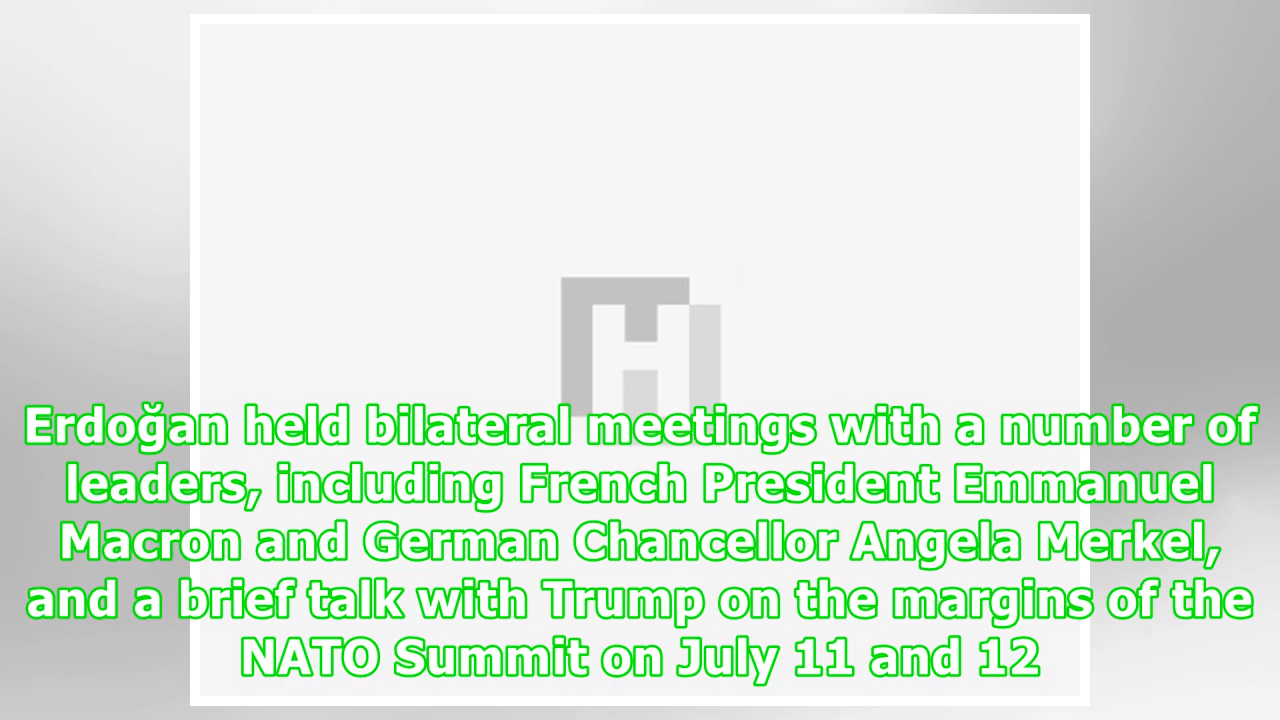 Erdoğan held bilateral meetings with a number of
leaders, including French President Emmanuel
Macron and German Chancellor Angela Merkel,
and a brief talk with Trump on the margins of the
NATO Summit on July 11 and 12